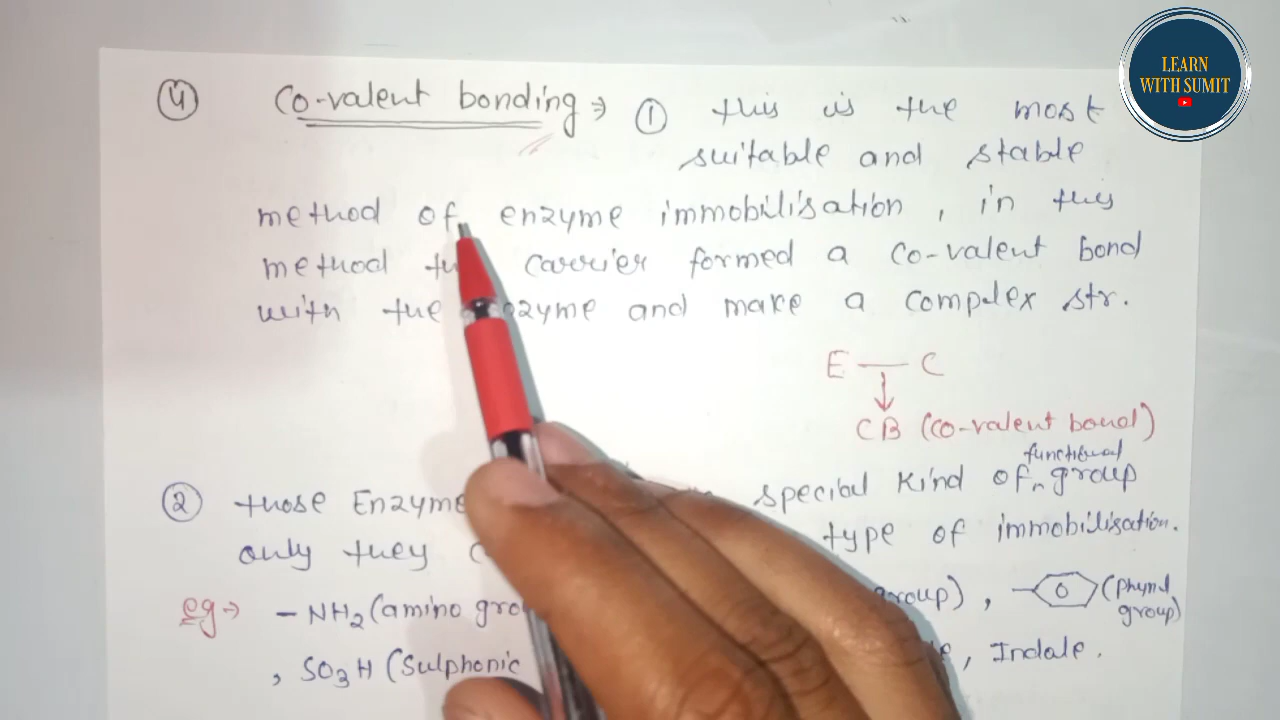 LEARN
WITH SUMIT
4 Co-valent bonding → 1 this is the most
suitable and stable
method of enzyme immobilisation, in this
method the carrier formed a co-valent bond
with the enzyme and make a complex str.
E — C
↓
CB (co-valent bond)
functional
2 those Enzyme special kind of group
only they type of immobilisation.
eg → - NH2 (amino group), (phynel
group)
, SO3H (Sulphonic , Indale.